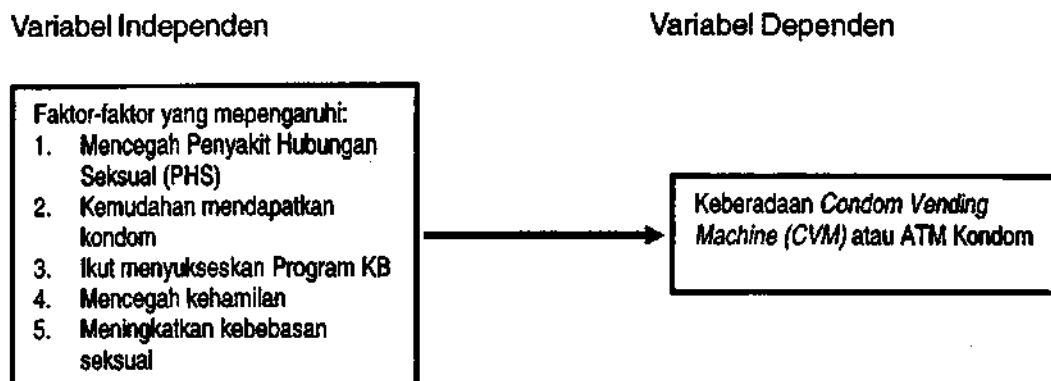 Variabel Independen
Variabel Dependen
Faktor-faktor yang mepengaruhi:
1. Mencegah Penyakit Hubungan
Seksual (PHS)
2. Kemudahan mendapatkan
kondom
3. Ikut menyukseskan Program KB
4. Mencegah kehamilan
5. Meningkatkan kebebasan
seksual
Keberadaan Condom Vending
Machine (CVM) atau ATM Kondom